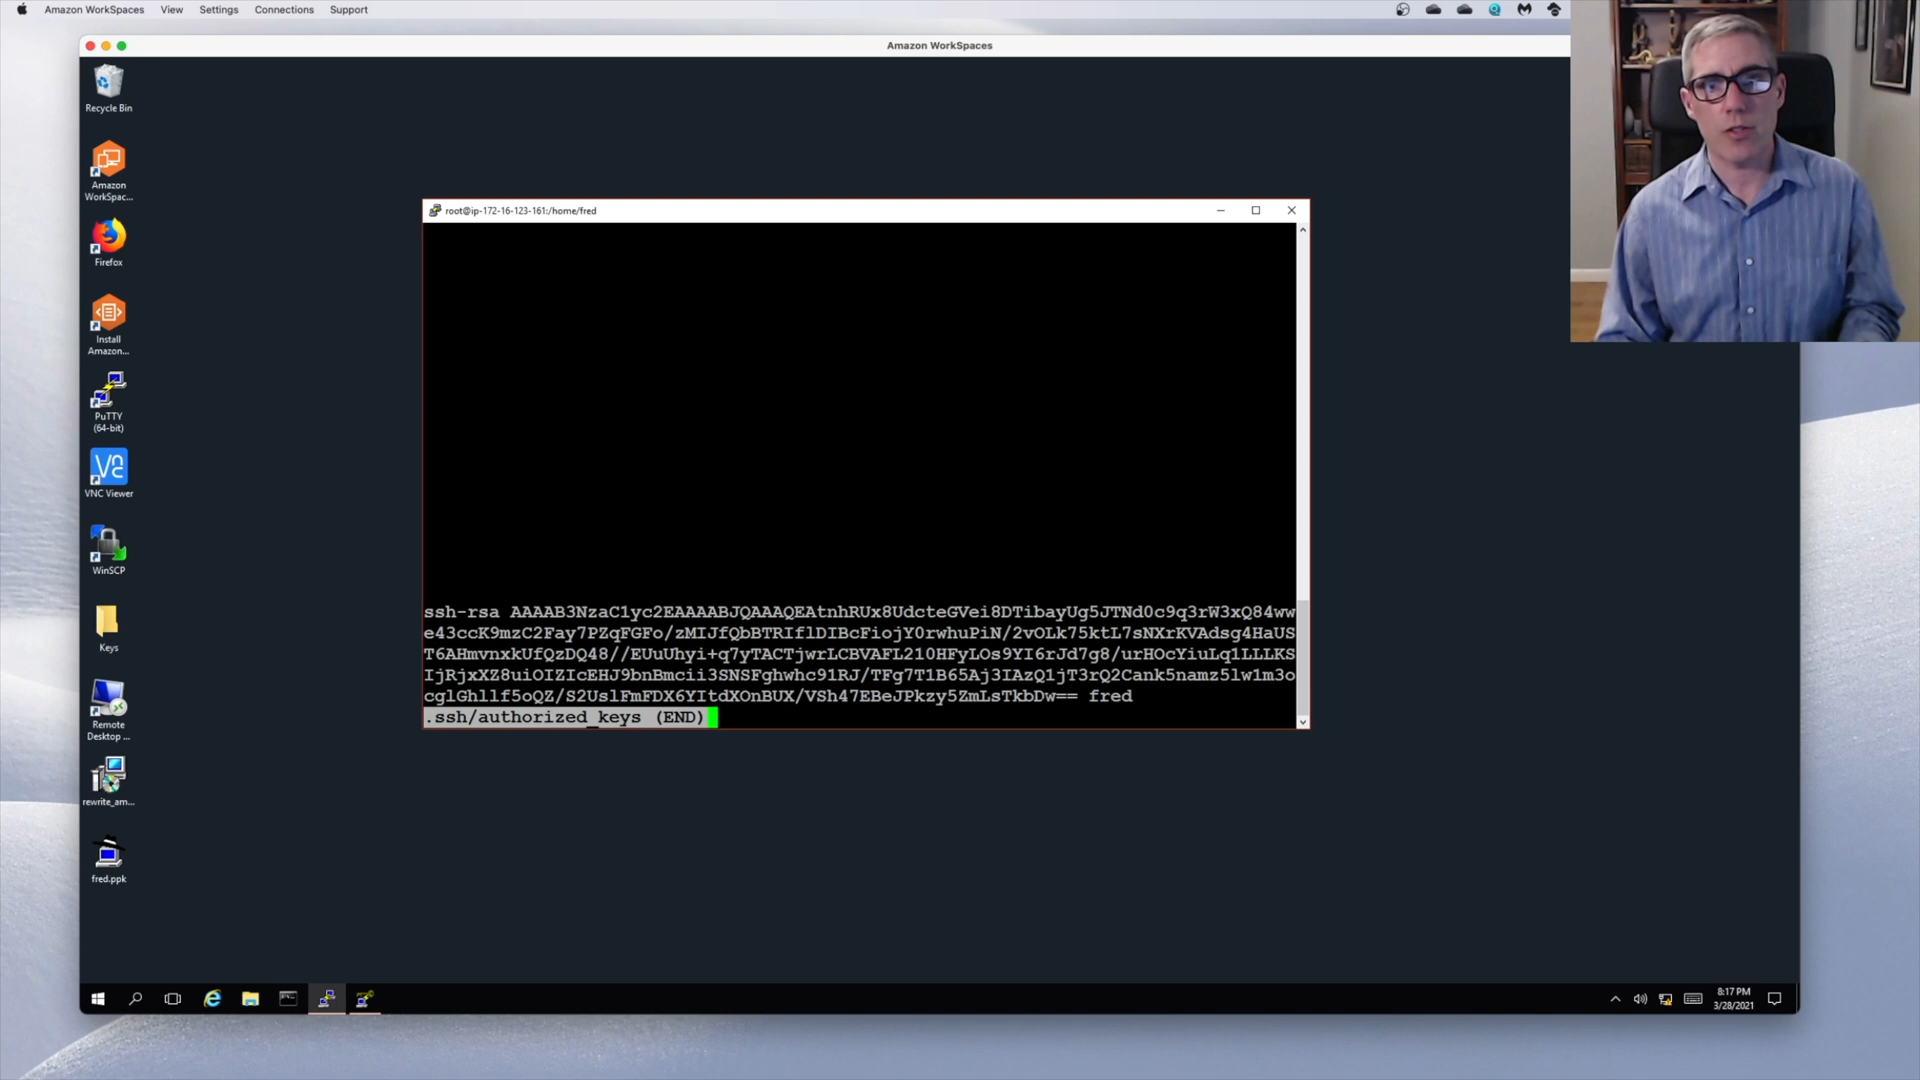 Amazon WorkSpaces View Settings Connections Support
Amazon WorkSpaces
Recycle Bin
Amazon
WorkSpac...
Firefox
Install
Amazon...
PuTTY
(64-bit)
VNC Viewer
WinSCP
Keys
Remote
Desktop ...
rewrite_am...
fred.ppk
root@ip-172-16-123-161:/home/fred
ssh-rsa AAAAB3NzaC1yc2EAAAABJQAAAQEAtnhRUx8UdcteGVei8DTibayUg5JTNd0c9q3rW3xQ84ww
e43ccK9mzC2Fay7PZqFGFo/zMIJfQbBTRIflDIBcFiojY0rwhuPiN/2vOLk75ktL7sNXrKVAdsg4HaUS
T6AHmvnxkUfQzDQ48//EUuUhyi+q7yTACTjwrLCBVAFL210HFyLOs9YI6rJd7g8/urHOcYiuLq1LLLKS
IjRjxXZ8uiOIZIcEHJ9bnBmcii3SNSFghwhc91RJ/TFg7T1B65Aj3IAzQ1jT3rQ2Cank5namz5lw1m3o
cglGhllf5oQZ/S2UslFmFDX6YItdXOnBUX/VSh47EBeJPkzy5ZmLsTkbDw== fred
.ssh/authorized_keys (END)
8:17 PM
3/28/2021